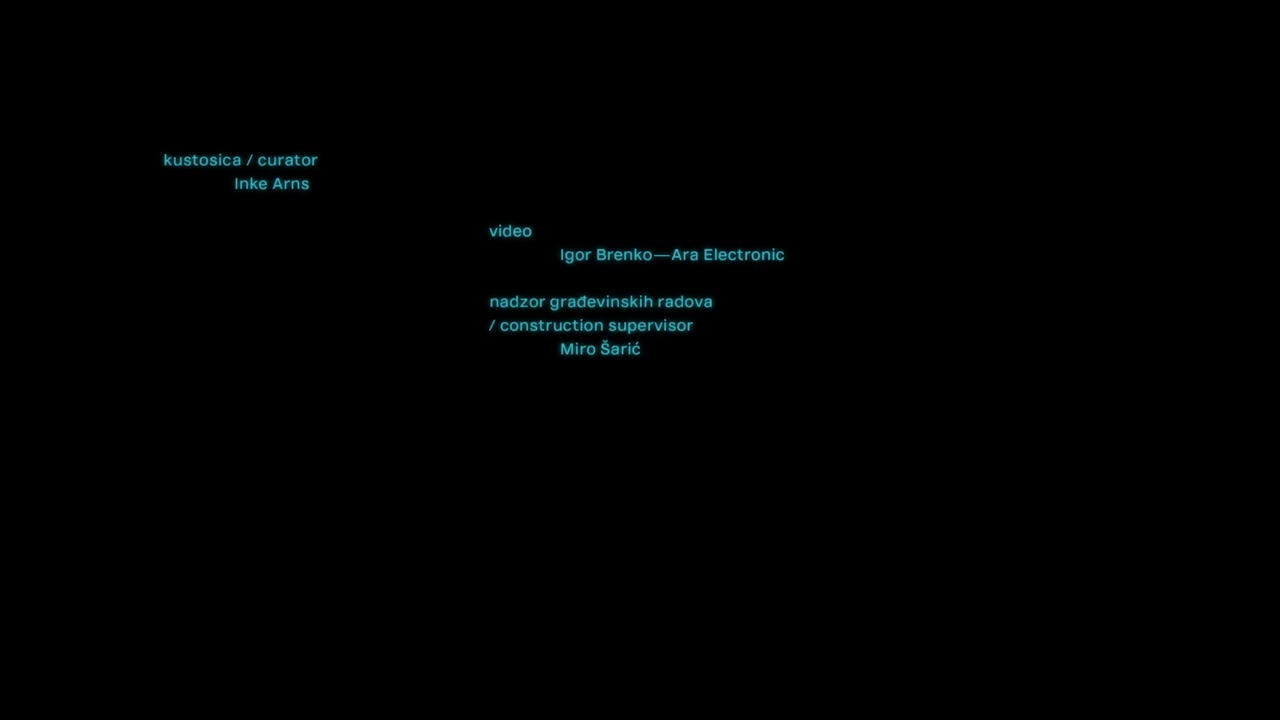 kustosica / curator
Inke Arns
video
Igor Brenko—Ara Electronic
nadzor građevinskih radova
/ construction supervisor
Miro Šarić